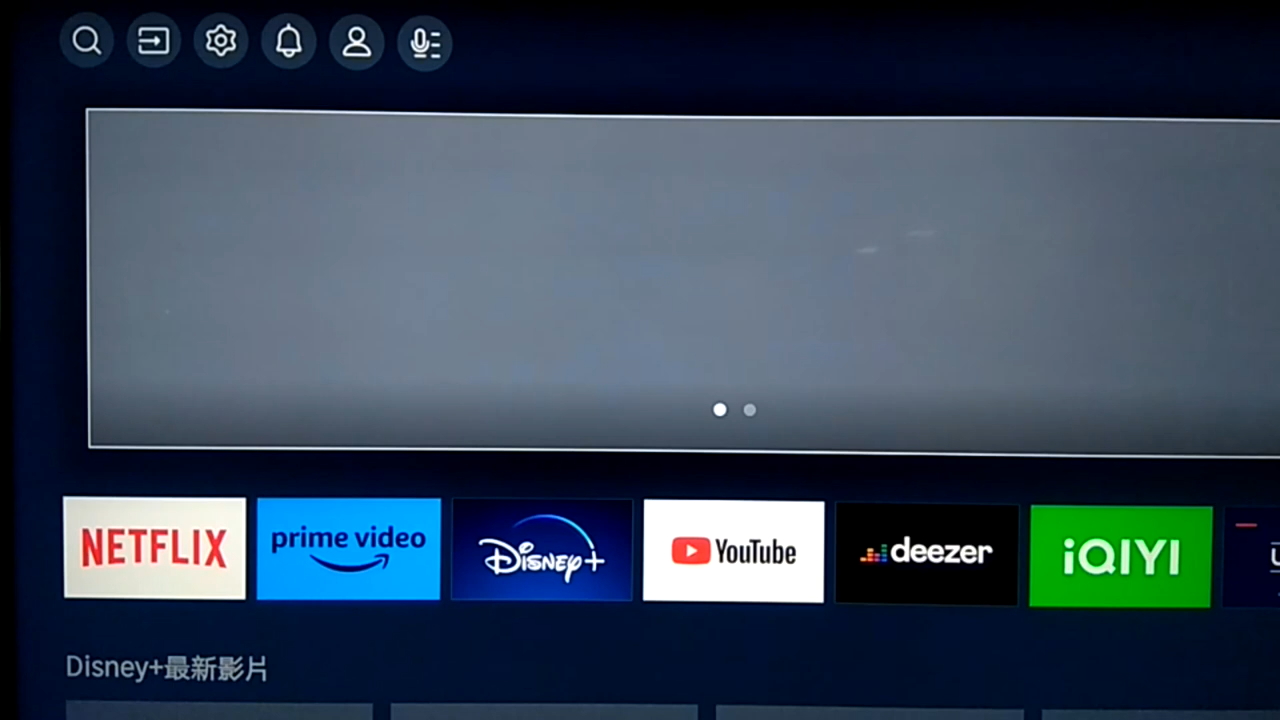 NETFLIX
prime video
Disney+
YouTube
deezer
iQIYI
Disney+最新影片